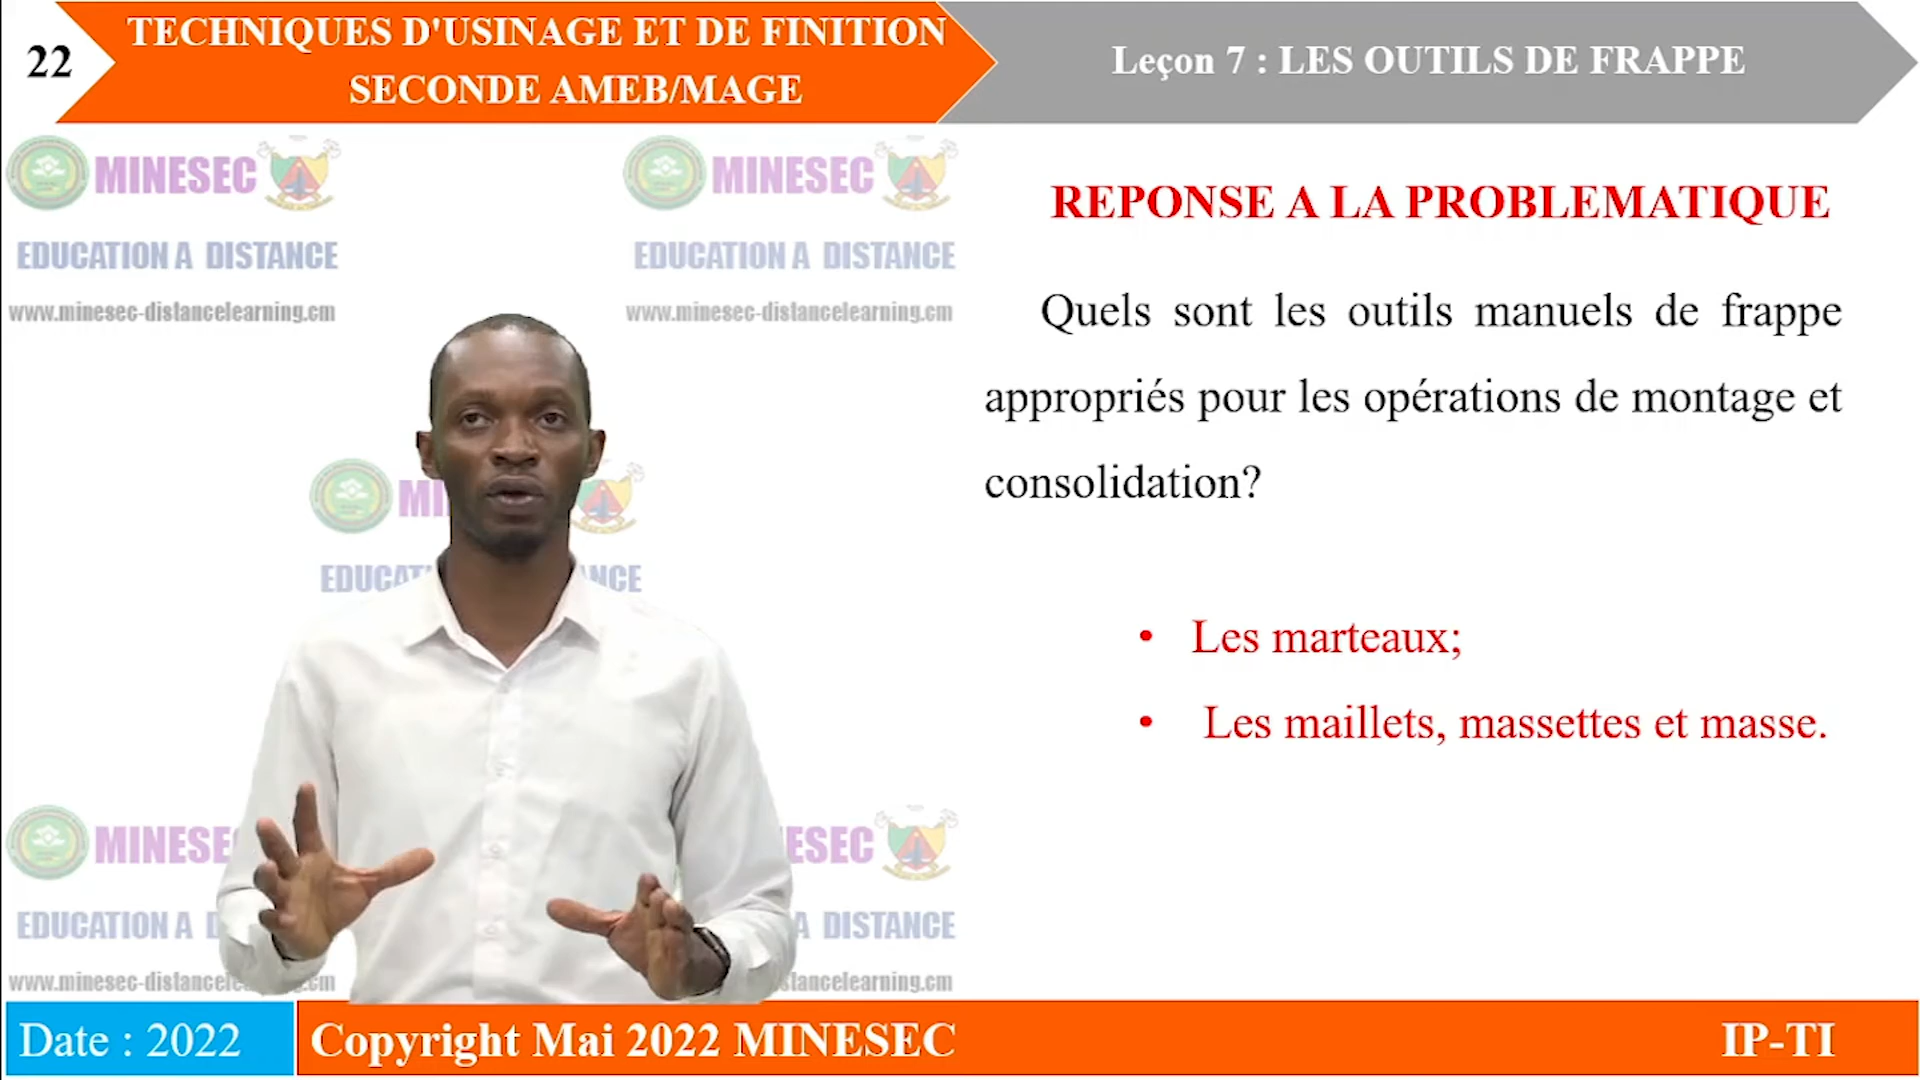 22
TECHNIQUES D'USINAGE ET DE FINITION
SECONDE AMEB/MAGE
Leçon 7 : LES OUTILS DE FRAPPE
MINESEC
EDUCATION A DISTANCE
www.minesec-distancelearning.cm
MINESEC
EDUCATION A DISTANCE
www.minesec-distancelearning.cm
REPONSE A LA PROBLEMATIQUE
Quels sont les outils manuels de frappe
appropriés pour les opérations de montage et
consolidation?
• Les marteaux;
• Les maillets, massettes et masse.
Date : 2022
Copyright Mai 2022 MINESEC
IP-TI